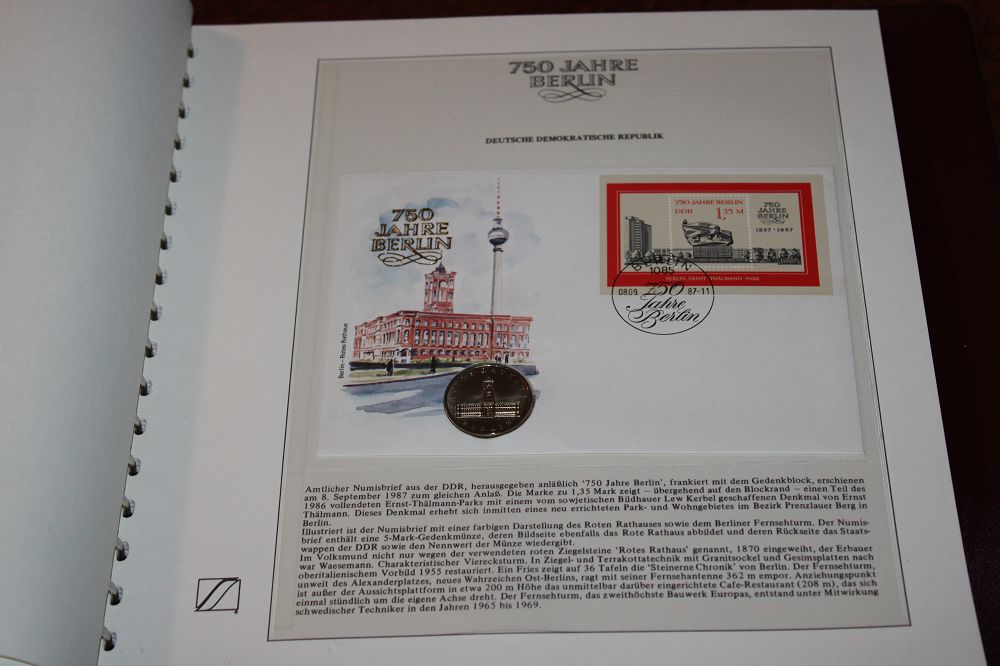 750 JAHRE
BERLIN
DEUTSCHE DEMOKRATISCHE REPUBLIK
750
JAHRE
BERLIN
Berlin – Rotes Rathaus
750 JAHRE BERLIN
DDR 1,35 M
750
JAHRE
BERLIN
1237 · 1987
BERLIN, ERNST-THÄLMANN-PARK
BERLIN
1085
0809 87-11
750
Jahre
Berlin
Amtlicher Numisbrief aus der DDR, herausgegeben anläßlich '750 Jahre Berlin', frankiert mit dem Gedenkblock, erschienen
am 8. September 1987 zum gleichen Anlaß. Die Marke zu 1,35 Mark zeigt – übergehend auf den Blockrand – einen Teil des
1986 vollendeten Ernst-Thälmann-Parks mit einem vom sowjetischen Bildhauer Lew Kerbel geschaffenen Denkmal von Ernst
Thälmann. Dieses Denkmal erhebt sich inmitten eines neu errichteten Park- und Wohngebietes im Bezirk Prenzlauer Berg in
Berlin.
Illustriert ist der Numisbrief mit einer farbigen Darstellung des Roten Rathauses sowie dem Berliner Fernsehturm. Der Numis-
brief enthält eine 5-Mark-Gedenkmünze, deren Bildseite ebenfalls das Rote Rathaus abbildet und deren Rückseite das Staats-
wappen der DDR sowie den Nennwert der Münze wiedergibt.
Im Volksmund nicht nur wegen der verwendeten roten Ziegelsteine 'Rotes Rathaus' genannt, 1870 eingeweiht, der Erbauer
war Waesemann. Charakteristischer Vierecksturm. In Ziegel- und Terrakottatechnik mit Granitsockel und Gesimsplatten nach
oberitalienischem Vorbild 1955 restauriert. Ein Fries zeigt auf 36 Tafeln die 'Steinerne Chronik' von Berlin. Der Fernsehturm,
unweit des Alexanderplatzes, neues Wahrzeichen Ost-Berlins, ragt mit seiner Fernsehantenne 362 m empor. Anziehungspunkt
ist außer der Aussichtsplattform in etwa 200 m Höhe das unmittelbar darüber eingerichtete Cafe-Restaurant (208 m), das sich
einmal stündlich um die eigene Achse dreht. Der Fernsehturm, das zweithöchste Bauwerk Europas, entstand unter Mitwirkung
schwedischer Techniker in den Jahren 1965 bis 1969.